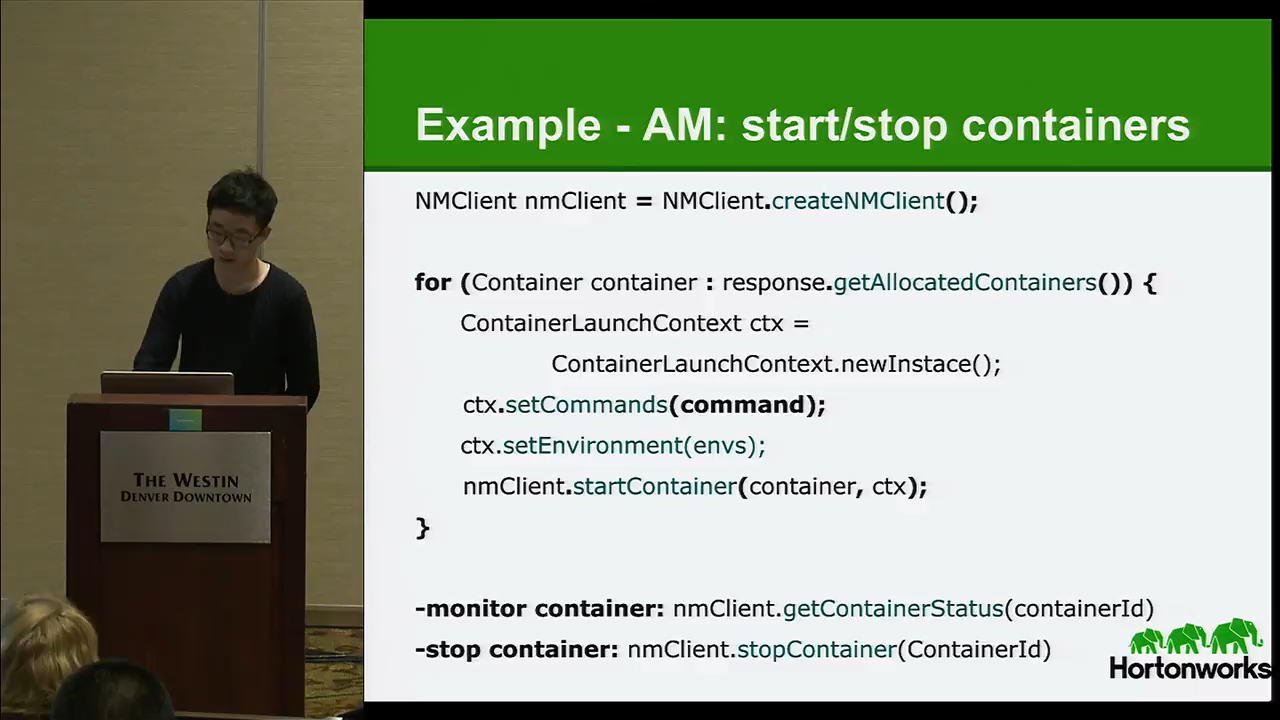 Example - AM: start/stop containers
NMClient nmClient = NMClient.createNMClient();
for (Container container : response.getAllocatedContainers()) {
ContainerLaunchContext ctx =
ContainerLaunchContext.newInstace();
ctx.setCommands(command);
ctx.setEnvironment(envs);
nmClient.startContainer(container, ctx);
}
-monitor container: nmClient.getContainerStatus(containerId)
-stop container: nmClient.stopContainer(ContainerId)
Hortonworks
THE WESTIN
DENVER DOWNTOWN